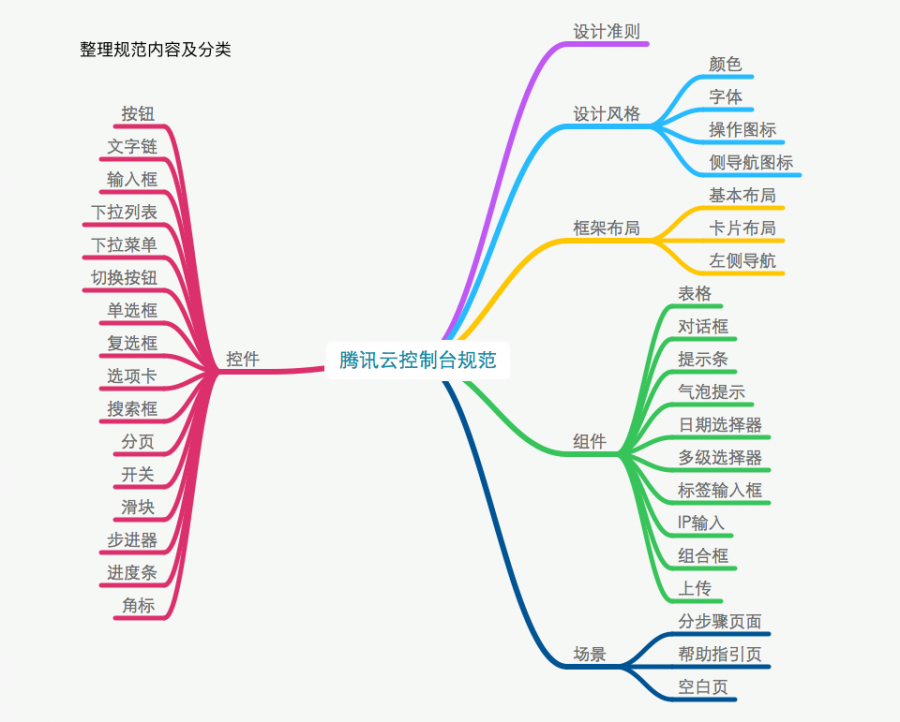 整理规范内容及分类
按钮
文字链
输入框
下拉列表
下拉菜单
切换按钮
单选框
复选框
选项卡
搜索框
分页
开关
滑块
步进器
进度条
角标
控件
腾讯云控制台规范
设计准则
设计风格
颜色
字体
操作图标
侧导航图标
框架布局
基本布局
卡片布局
左侧导航
组件
表格
对话框
提示条
气泡提示
日期选择器
多级选择器
标签输入框
IP输入
组合框
上传
场景
分步骤页面
帮助指引页
空白页